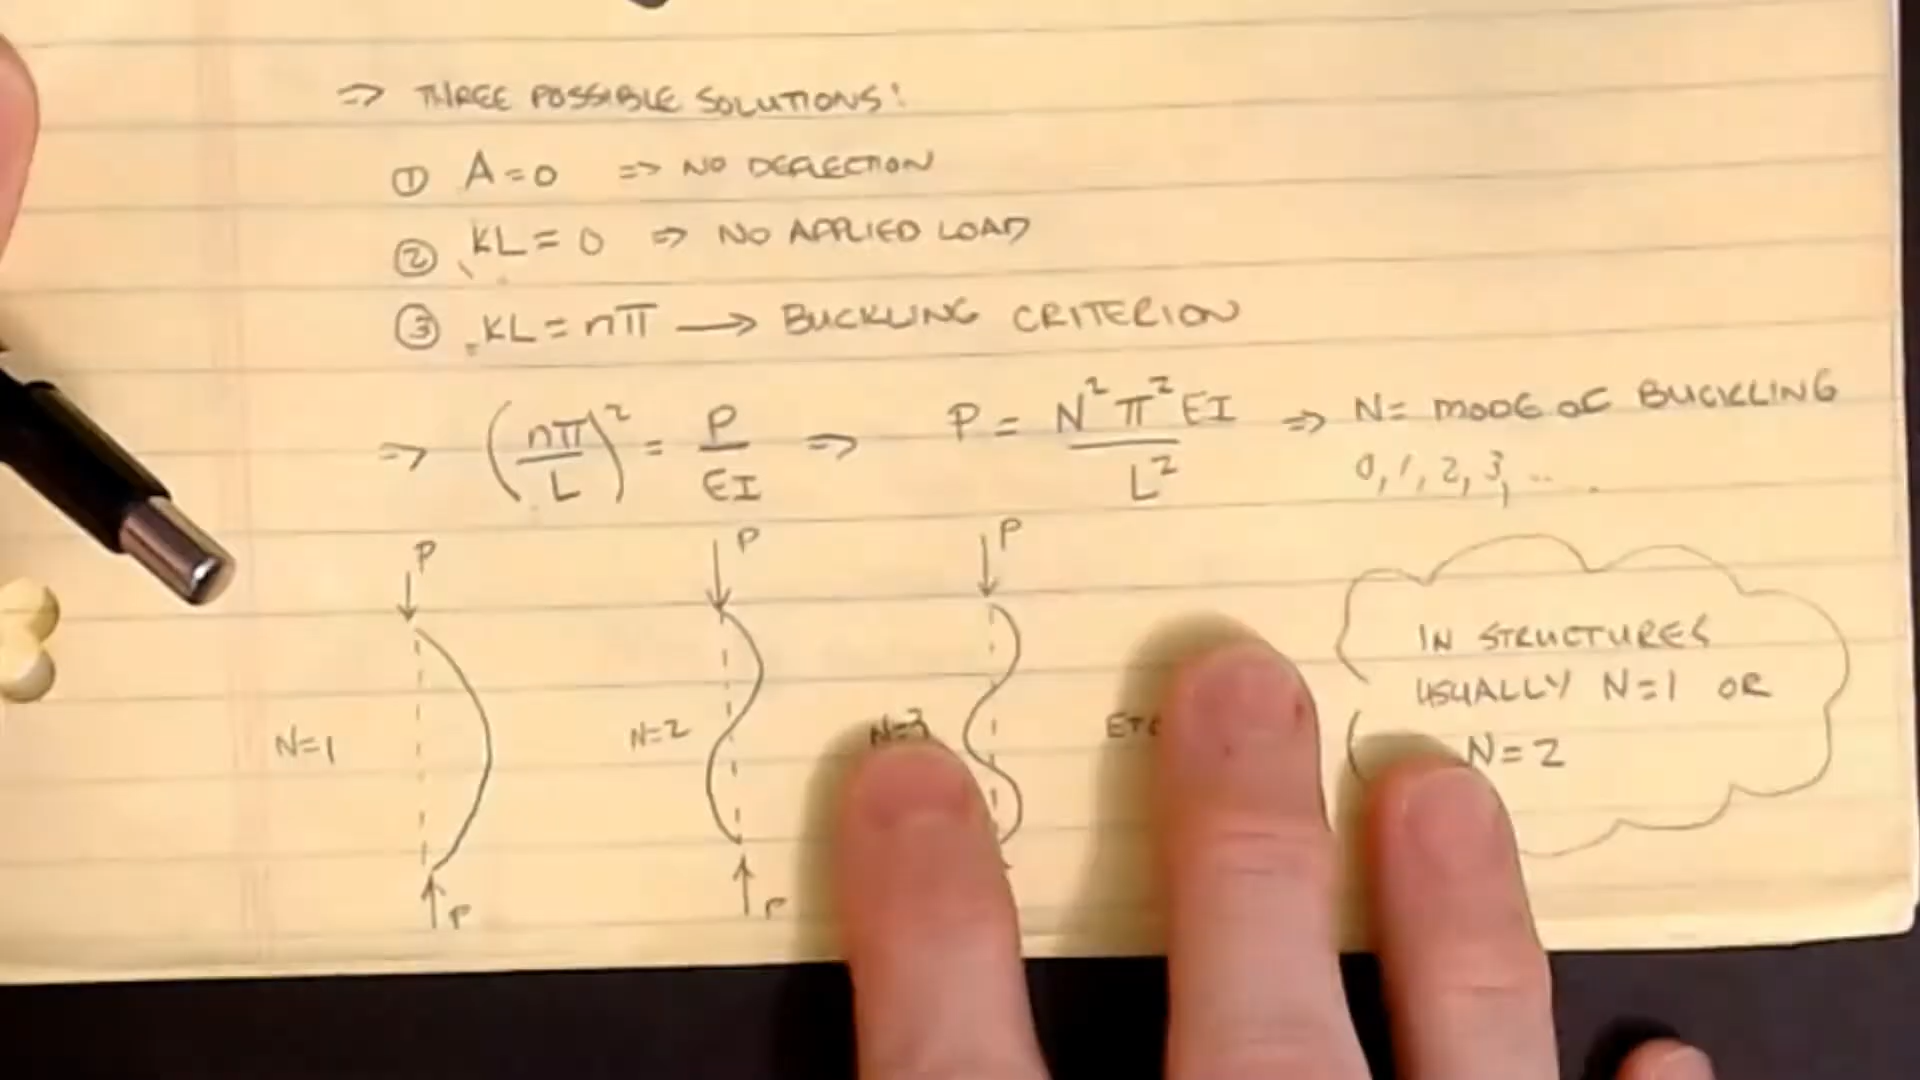 ⇒ THREE POSSIBLE SOLUTIONS:
① A=0 ⇒ NO DEFLECTION
② KL=0 ⇒ NO APPLIED LOAD
③ KL=nπ → BUCKLING CRITERION
⇒ (nπ/L)² = P/EI ⇒ P = N²π²EI/L² ⇒ N= MODE OF BUCKLING
0, 1, 2, 3, ...
P P P
N=1 N=2 N=3 ETC
IN STRUCTURES
USUALLY N=1 OR
N=2
P P